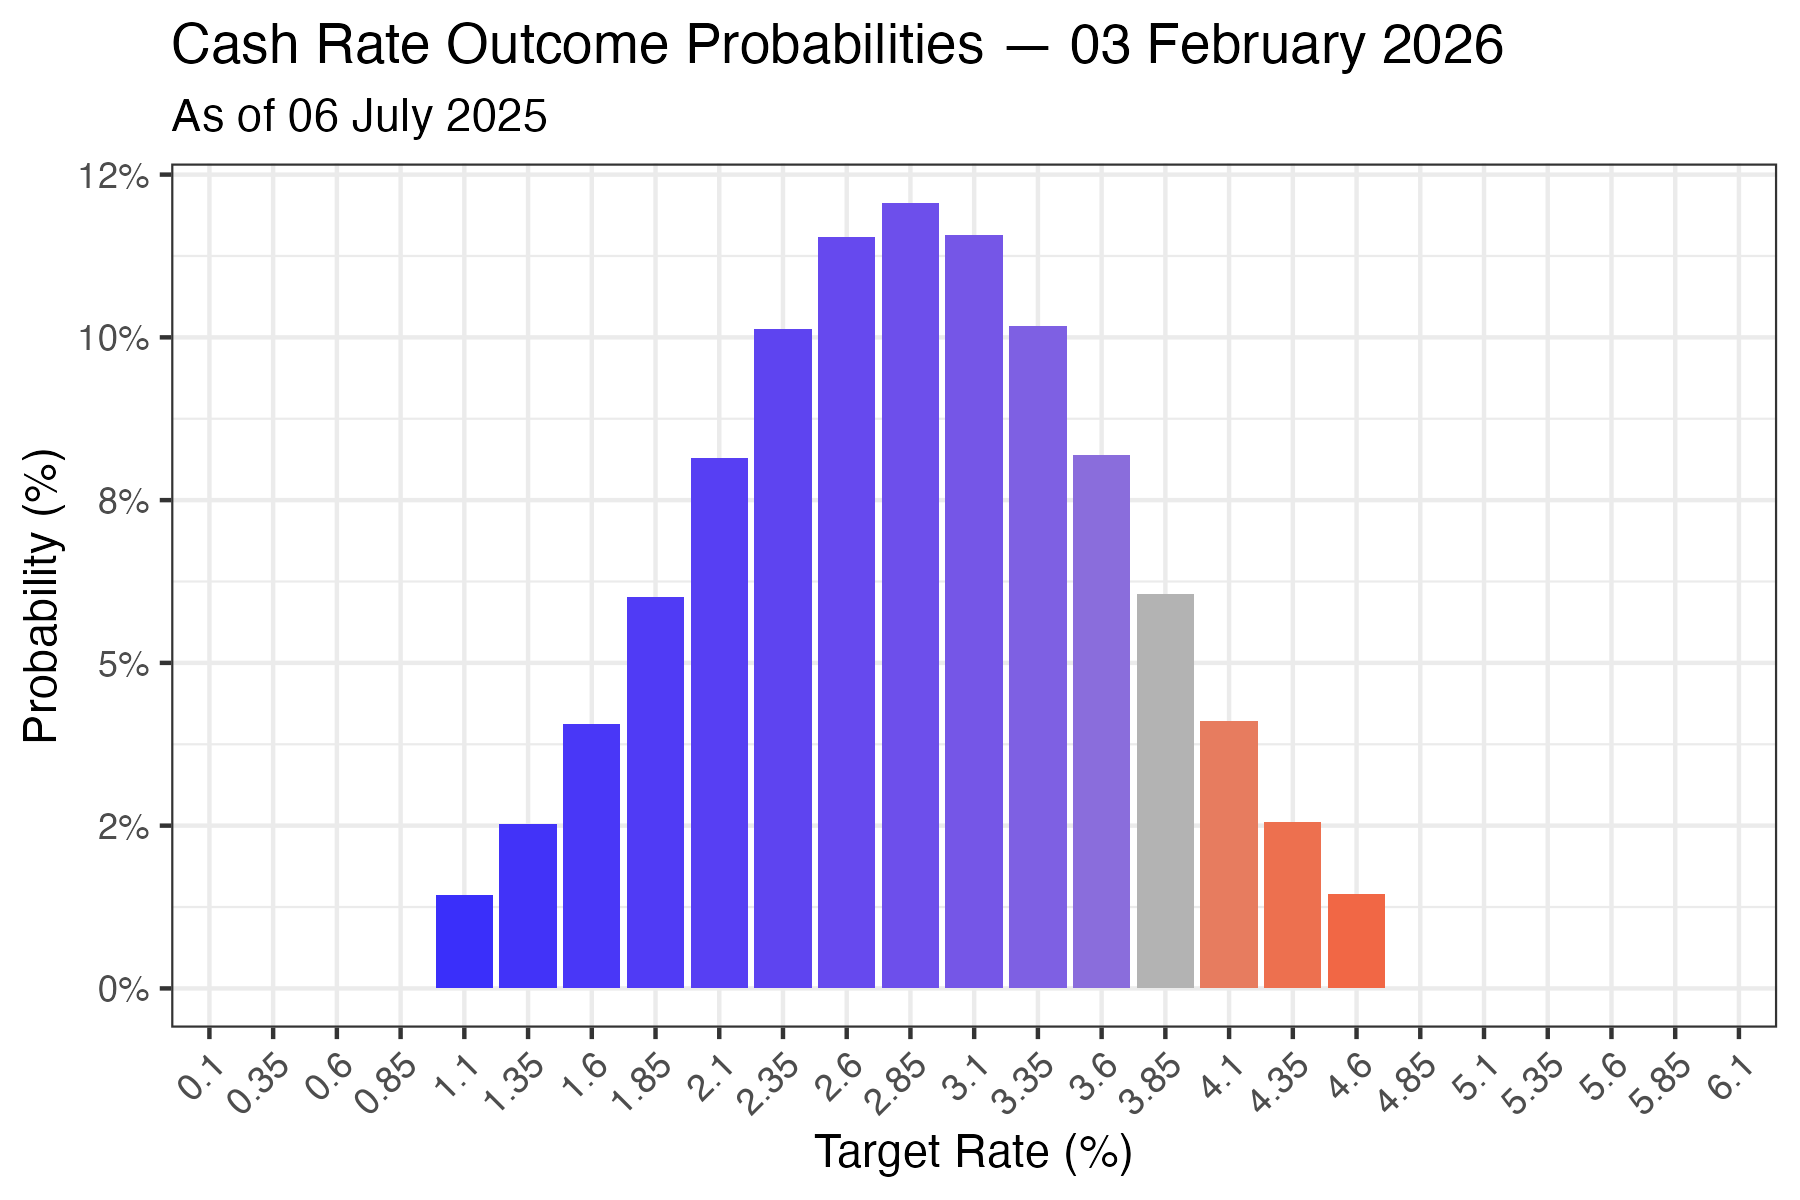 Cash Rate Outcome Probabilities — 03 February 2026
As of 06 July 2025
12%
10%
8%
5%
2%
0%
Probability (%)
0.1 0.35 0.6 0.85 1.1 1.35 1.6 1.85 2.1 2.35 2.6 2.85 3.1 3.35 3.6 3.85 4.1 4.35 4.6 4.85 5.1 5.35 5.6 5.85 6.1
Target Rate (%)